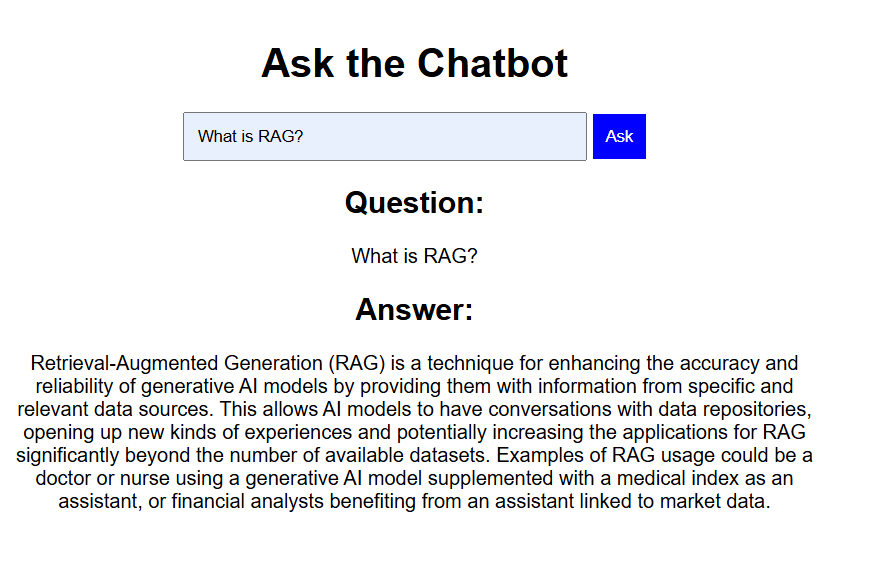 Ask the Chatbot
What is RAG?
Ask
Question:
What is RAG?
Answer:
Retrieval-Augmented Generation (RAG) is a technique for enhancing the accuracy and
reliability of generative AI models by providing them with information from specific and
relevant data sources. This allows AI models to have conversations with data repositories,
opening up new kinds of experiences and potentially increasing the applications for RAG
significantly beyond the number of available datasets. Examples of RAG usage could be a
doctor or nurse using a generative AI model supplemented with a medical index as an
assistant, or financial analysts benefiting from an assistant linked to market data.